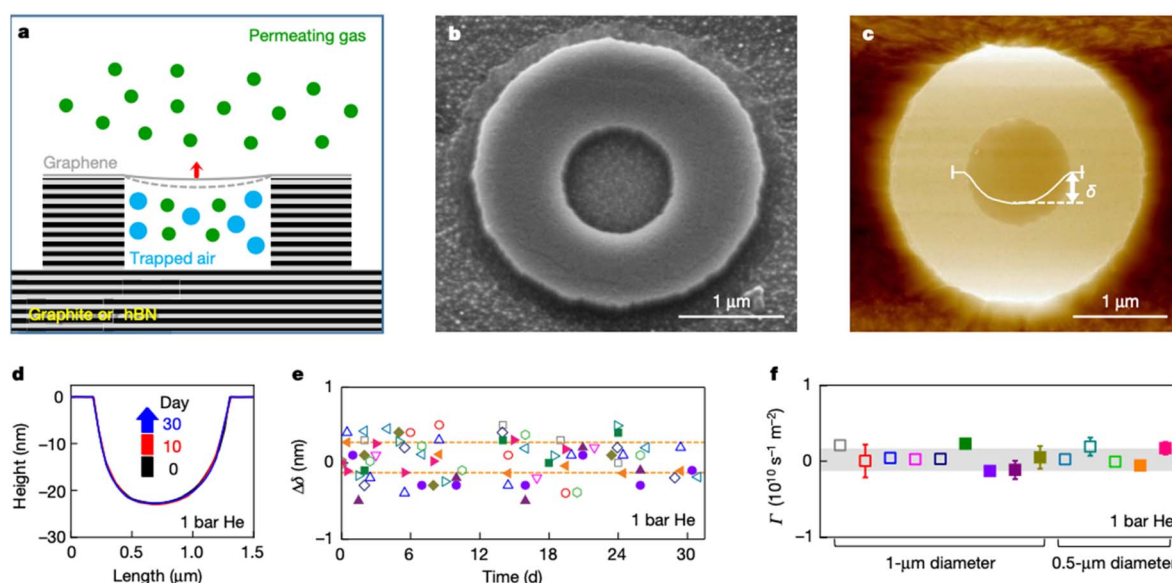 a
Permeating gas
Graphene
Trapped air
Graphite or hBN
b
1 μm
c
δ
1 μm
d
Height (nm)
0
−10
−20
−30
Day
30
10
0
1 bar He
0
0.5
1.0
1.5
Length (μm)
e
Δδ (nm)
1
0
−1
1 bar He
0
6
12
18
24
30
Time (d)
f
Γ (10¹⁰ s⁻¹ m⁻²)
1
0
−1
1 bar He
1-μm diameter
0.5-μm diameter